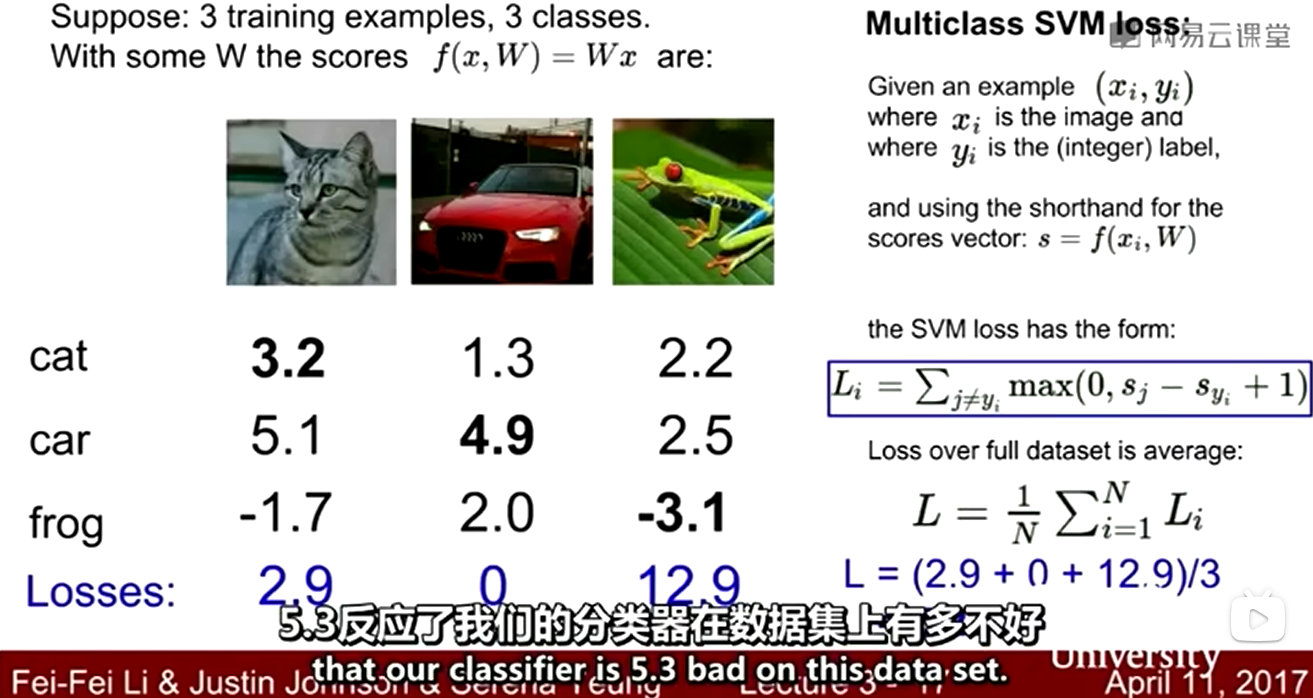 Suppose: 3 training examples, 3 classes.
With some W the scores f(x, W) = Wx are:
cat 3.2 1.3 2.2
car 5.1 4.9 2.5
frog -1.7 2.0 -3.1
Losses: 2.9 0 12.9
Multiclass SVM loss:
网易云课堂
Given an example (x_i, y_i)
where x_i is the image and
where y_i is the (integer) label,
and using the shorthand for the
scores vector: s = f(x_i, W)
the SVM loss has the form:
L_i = ∑_{j≠y_i} max(0, s_j − s_{y_i} + 1)
Loss over full dataset is average:
L = \frac{1}{N} ∑_{i=1}^{N} L_i
L = (2.9 + 0 + 12.9)/3
5.3反应了我们的分类器在数据集上有多不好
that our classifier is 5.3 bad on this data set.
Fei-Fei Li & Justin Johnson & Serena Yeung Lecture 3 - 17
University
April 11, 2017